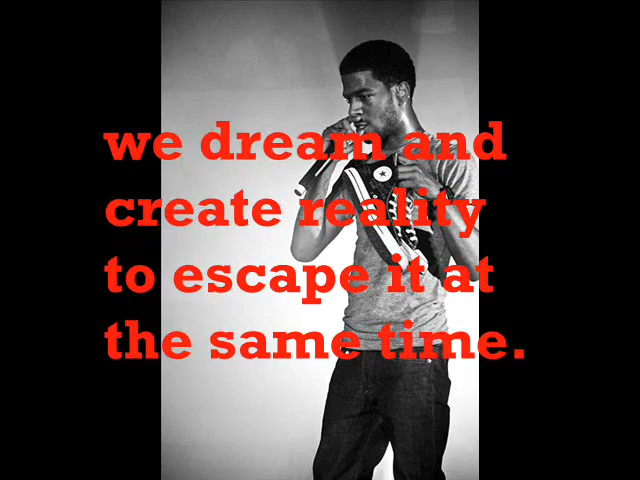 we dream and
create reality
to escape it at
the same time.